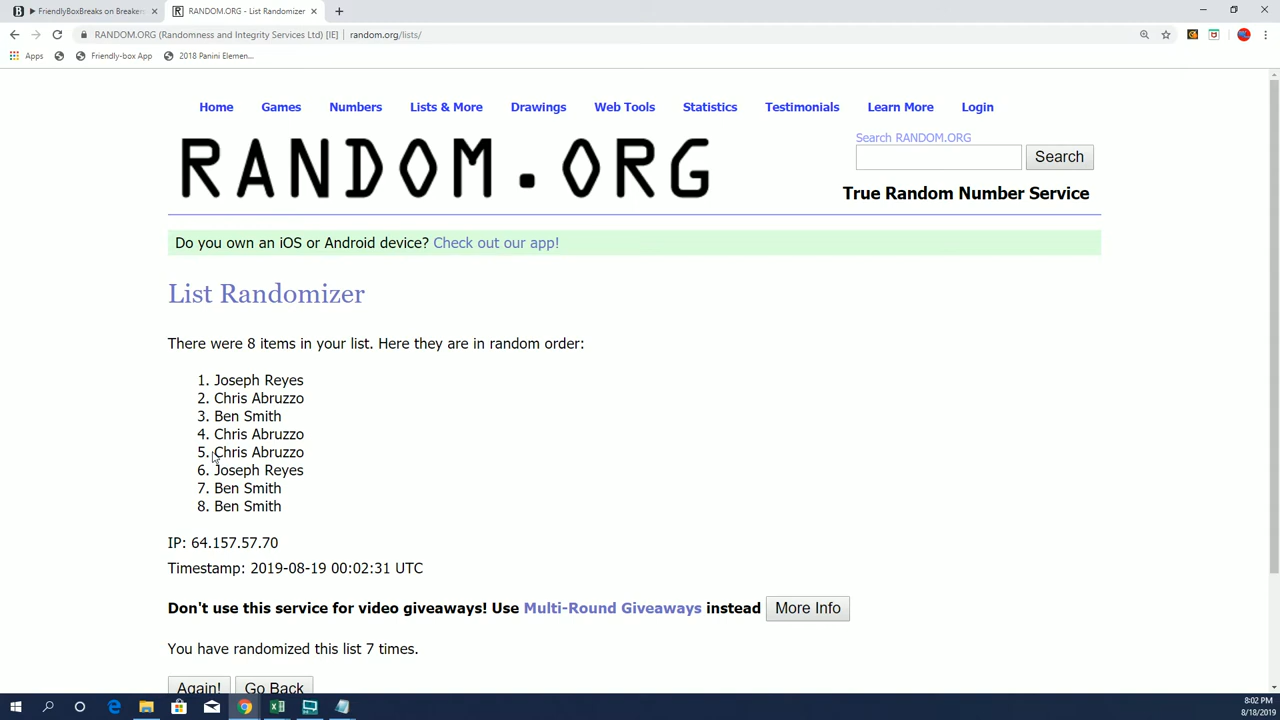 ▶ FriendlyBoxBreaks on Breaker
RANDOM.ORG - List Randomizer
RANDOM.ORG (Randomness and Integrity Services Ltd) [IE] | random.org/lists/
Apps Friendly-box App 2018 Panini Elemen...
Home Games Numbers Lists & More Drawings Web Tools Statistics Testimonials Learn More Login
RANDOM.ORG
Search RANDOM.ORG
Search
True Random Number Service
Do you own an iOS or Android device? Check out our app!
List Randomizer
There were 8 items in your list. Here they are in random order:
1. Joseph Reyes
2. Chris Abruzzo
3. Ben Smith
4. Chris Abruzzo
5. Chris Abruzzo
6. Joseph Reyes
7. Ben Smith
8. Ben Smith
IP: 64.157.57.70
Timestamp: 2019-08-19 00:02:31 UTC
Don't use this service for video giveaways! Use Multi-Round Giveaways instead More Info
You have randomized this list 7 times.
Again! Go Back
8:02 PM
8/18/2019